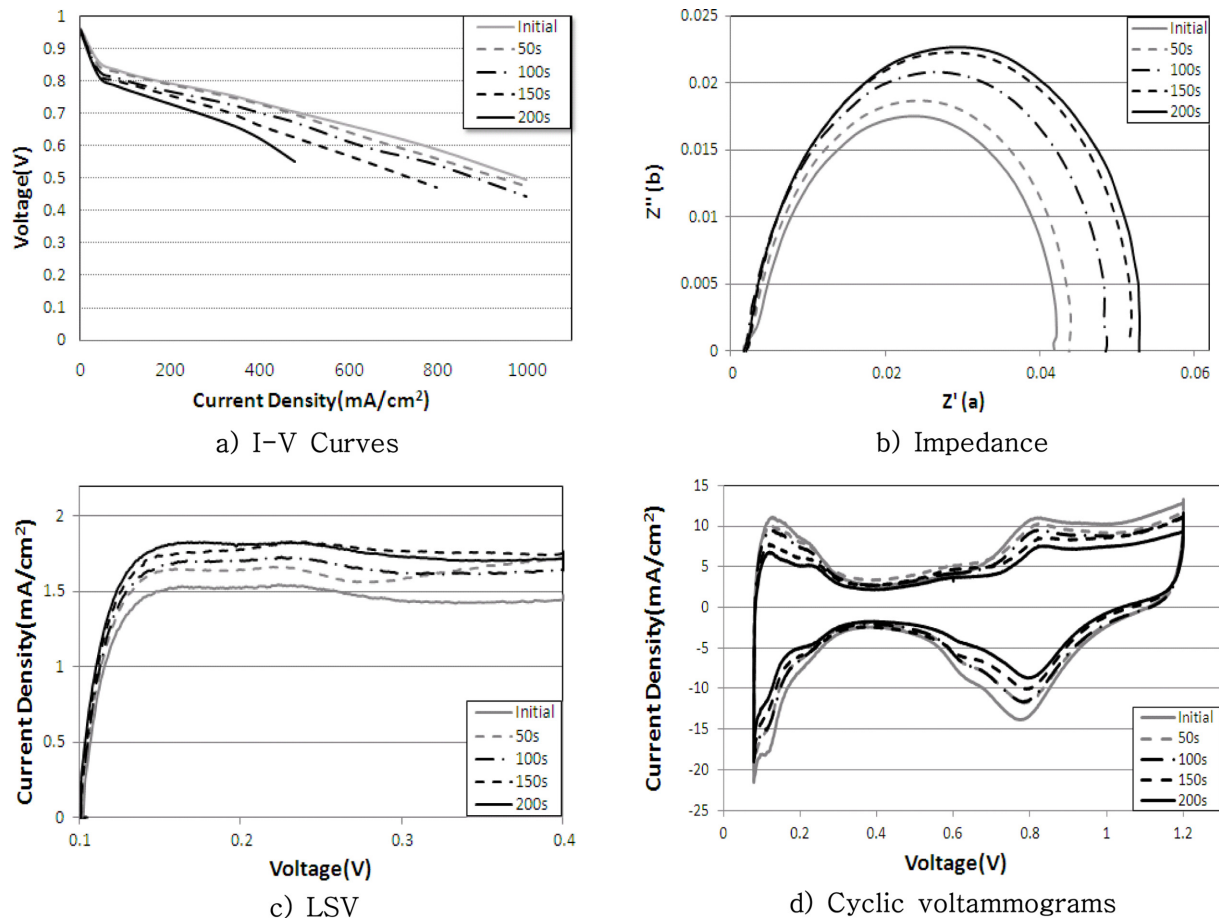 1
0.9
0.8
0.7
0.6
0.5
0.4
0.3
0.2
0.1
0
Voltage(V)
0 200 400 600 800 1000
Current Density(mA/cm²)
Initial
50s
100s
150s
200s
a) I-V Curves
0.025
0.02
0.015
0.01
0.005
0
Z'' (b)
0 0.02 0.04 0.06
Z' (a)
Initial
50s
100s
150s
200s
b) Impedance
2
1.5
1
0.5
0
Current Density(mA/cm²)
0.1 0.2 0.3 0.4
Voltage(V)
Initial
50s
100s
150s
200s
c) LSV
15
10
5
0
-5
-10
-15
-20
-25
Current Density(mA/cm²)
0 0.2 0.4 0.6 0.8 1 1.2
Voltage(V)
Initial
50s
100s
150s
200s
d) Cyclic voltammograms